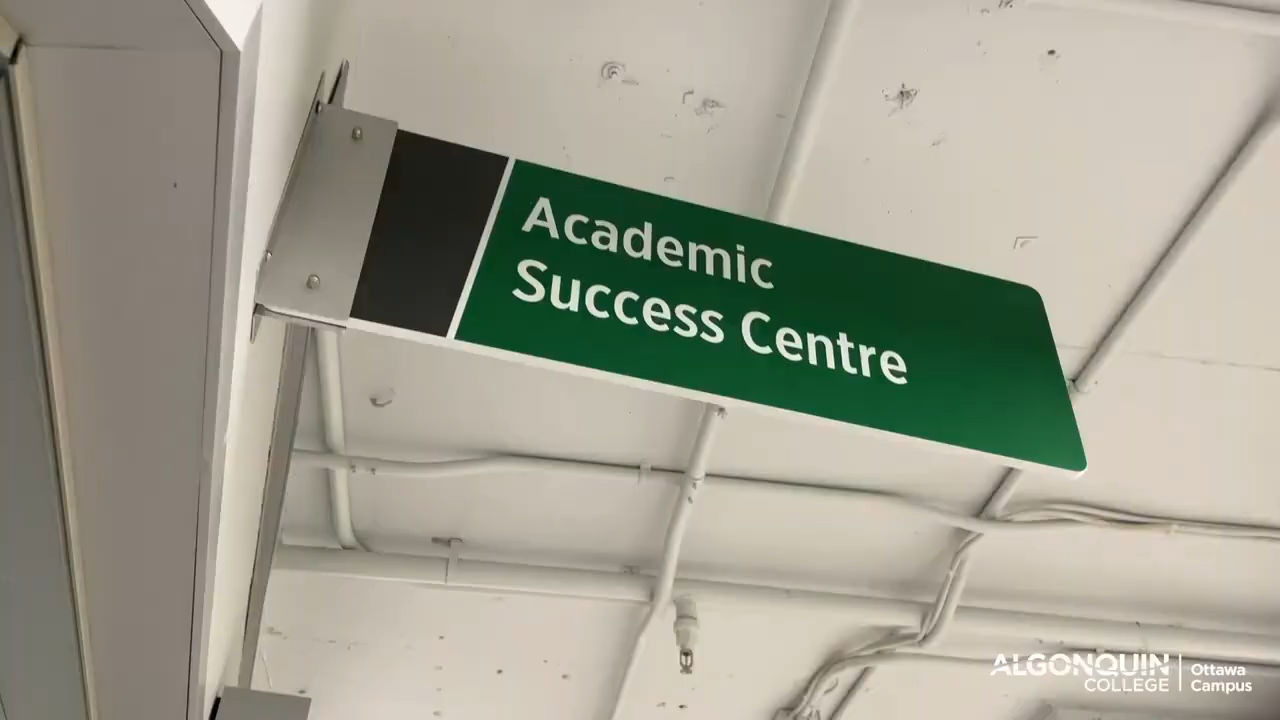 Academic
Success Centre
ALGONQUIN
COLLEGE
Ottawa
Campus